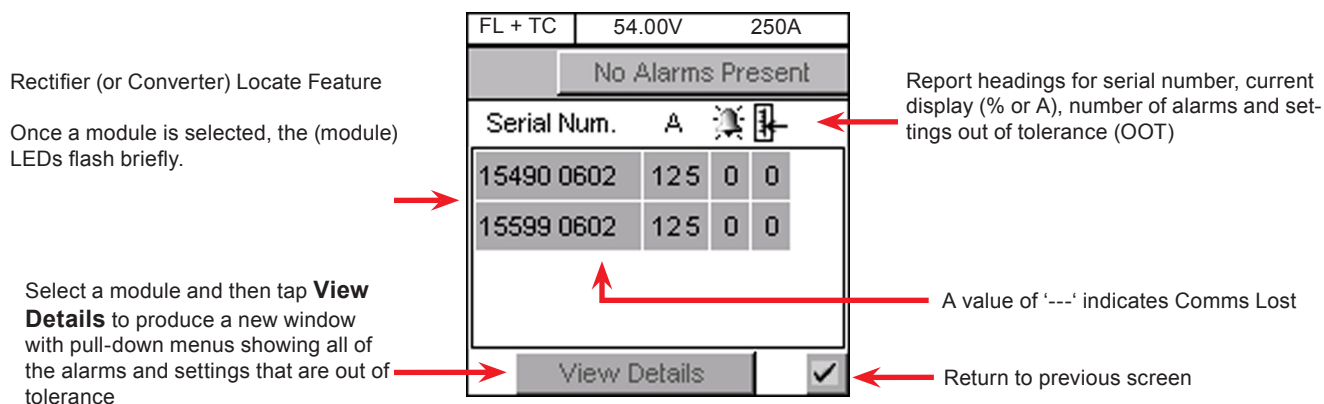 FL + TC 54.00V 250A
No Alarms Present
Serial Num. A
15490 0602 125 0 0
15599 0602 125 0 0
View Details
Rectifier (or Converter) Locate Feature
Once a module is selected, the (module)
LEDs flash briefly.
Select a module and then tap View
Details to produce a new window
with pull-down menus showing all of
the alarms and settings that are out of
tolerance
Report headings for serial number, current
display (% or A), number of alarms and set-
tings out of tolerance (OOT)
A value of ‘---‘ indicates Comms Lost
Return to previous screen